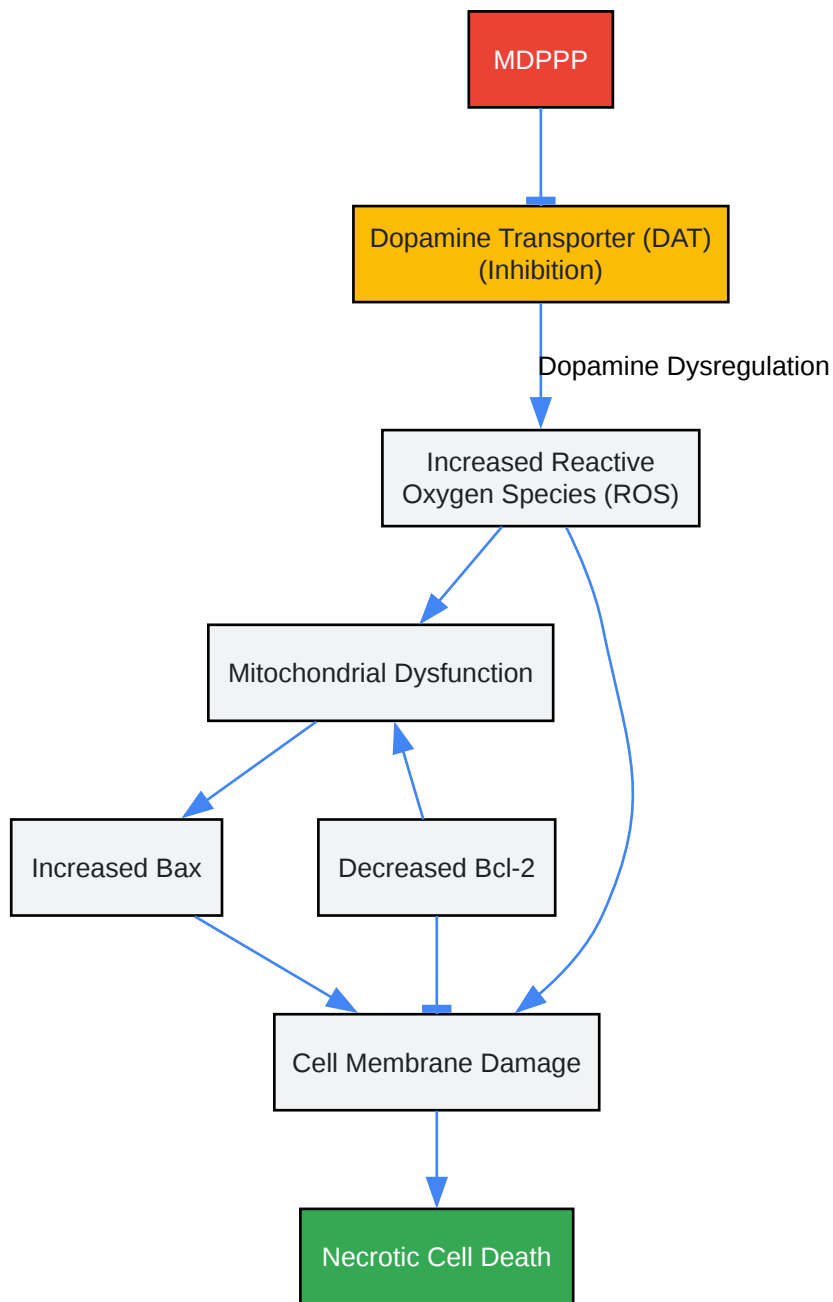 MDPPP
Dopamine Transporter (DAT)
(Inhibition)
Dopamine Dysregulation
Increased Reactive
Oxygen Species (ROS)
Mitochondrial Dysfunction
Increased Bax
Decreased Bcl-2
Cell Membrane Damage
Necrotic Cell Death